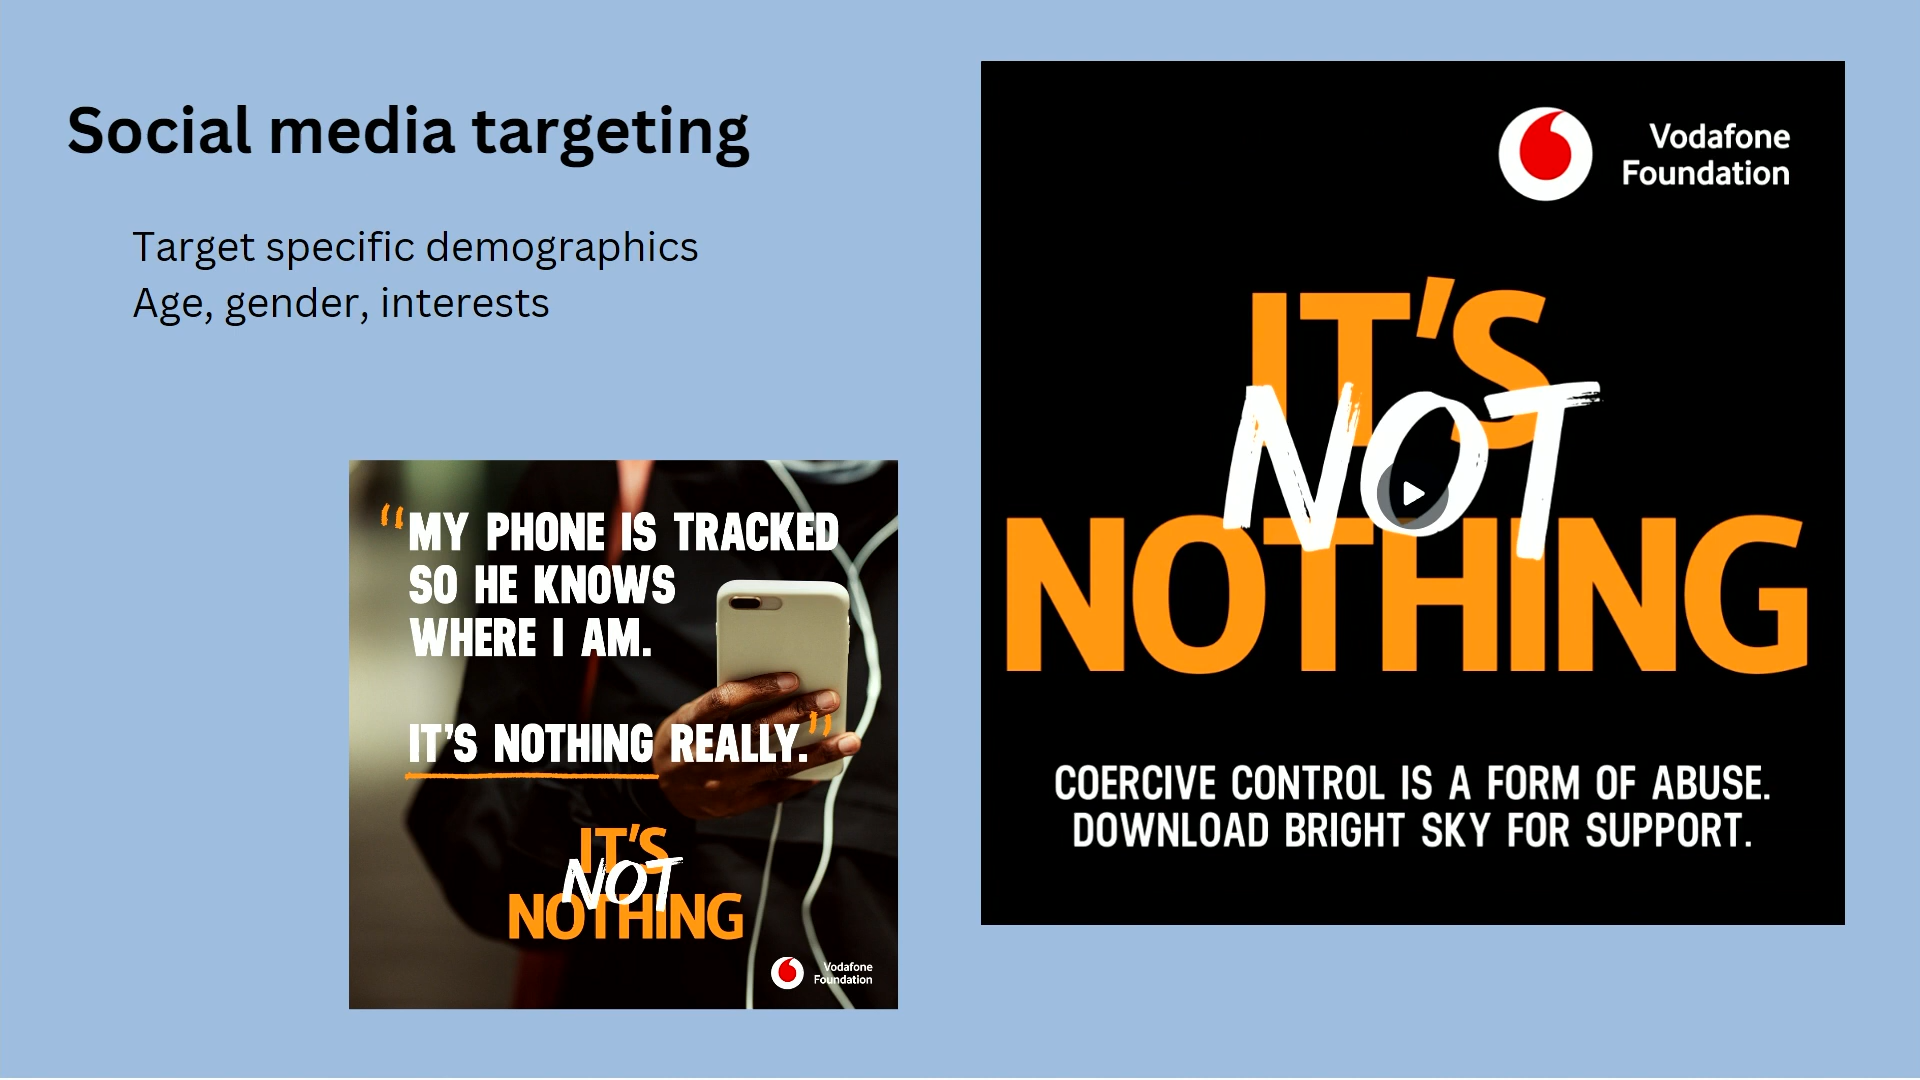 Social media targeting
Target specific demographics
Age, gender, interests
“MY PHONE IS TRACKED
SO HE KNOWS
WHERE I AM.
IT’S NOTHING REALLY.”
IT’S
NOT
NOTHING
Vodafone
Foundation
Vodafone
Foundation
IT’S
NOT
NOTHING
COERCIVE CONTROL IS A FORM OF ABUSE.
DOWNLOAD BRIGHT SKY FOR SUPPORT.